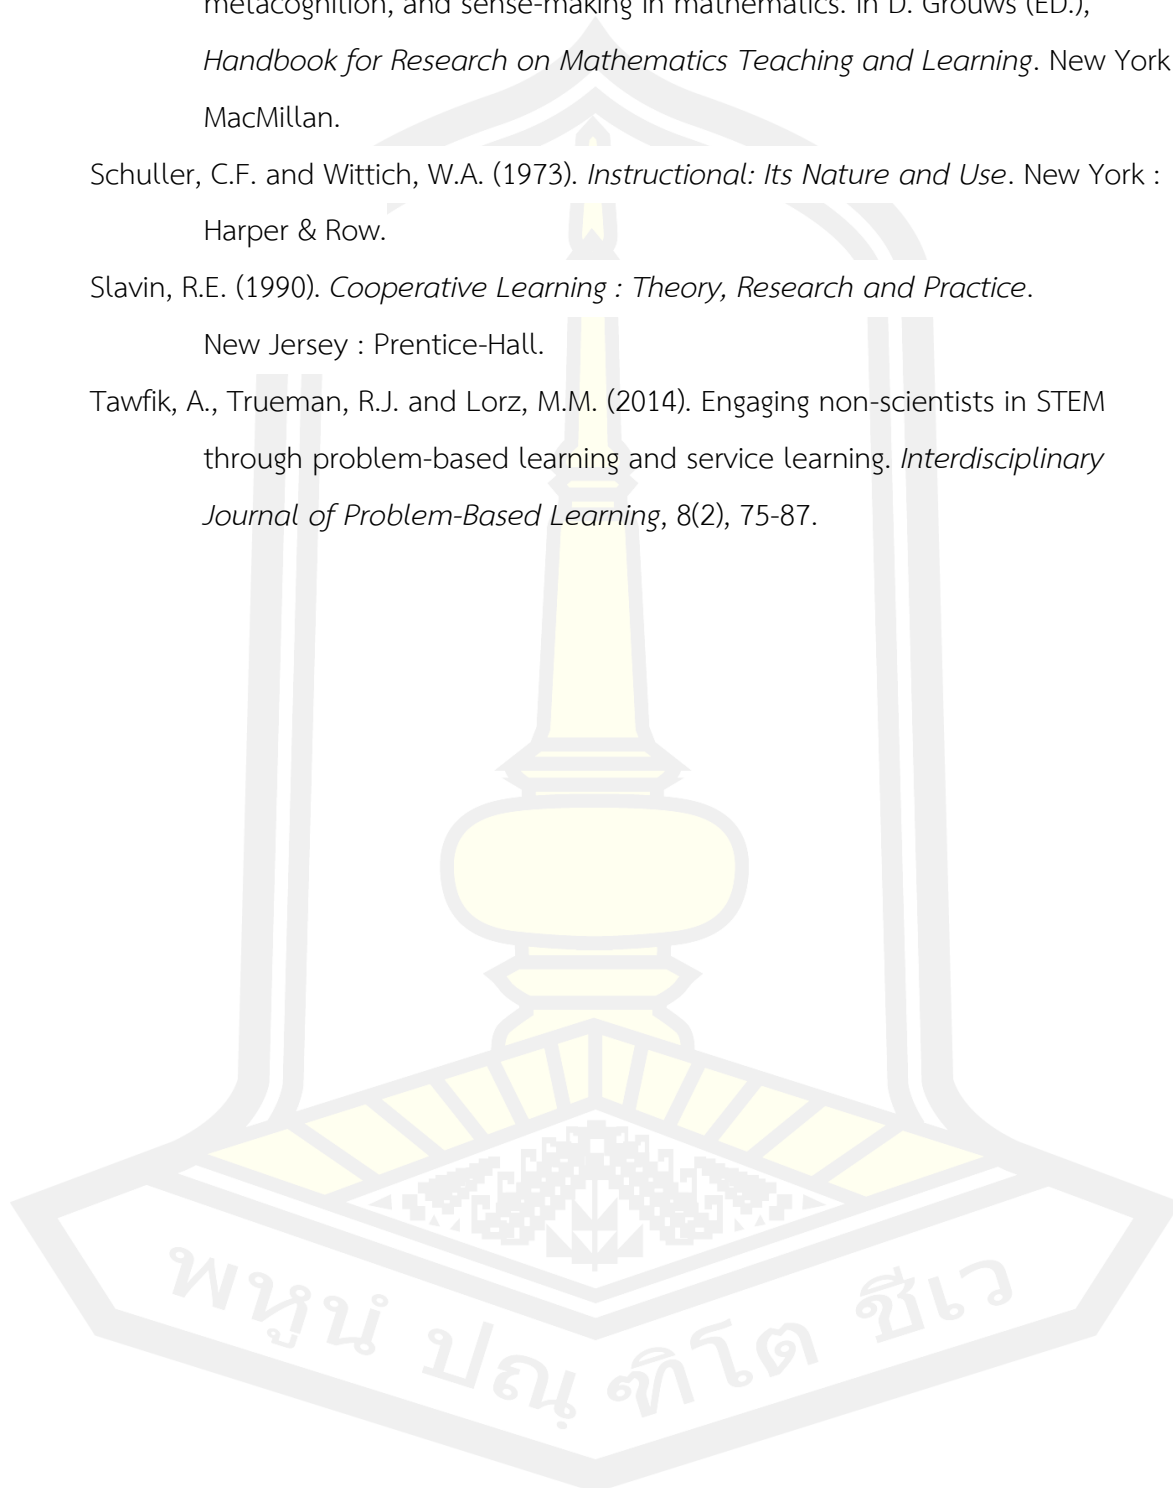 metacognition, and sense-making in mathematics. In D. Grouws (ED.),
Handbook for Research on Mathematics Teaching and Learning. New York
MacMillan.
Schuller, C.F. and Wittich, W.A. (1973). Instructional: Its Nature and Use. New York :
Harper & Row.
Slavin, R.E. (1990). Cooperative Learning : Theory, Research and Practice.
New Jersey : Prentice-Hall.
Tawfik, A., Trueman, R.J. and Lorz, M.M. (2014). Engaging non-scientists in STEM
through problem-based learning and service learning. Interdisciplinary
Journal of Problem-Based Learning, 8(2), 75-87.
พหูนํ ปณฺฑิโต ชีเว